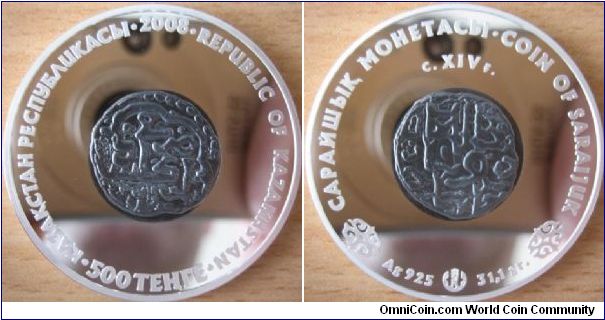 ҚАЗАҚСТАН РЕСПУБЛИКАСЫ·2008·REPUBLIC OF KAZAKHSTAN·
·500 ТЕҢГЕ·
САРАЙШЫҚ МОНЕТАСЫ·COIN OF SARAIJUK
с. XIV г.
Ag 925 31,1 gr.
OmniCoin.com World Coin Community